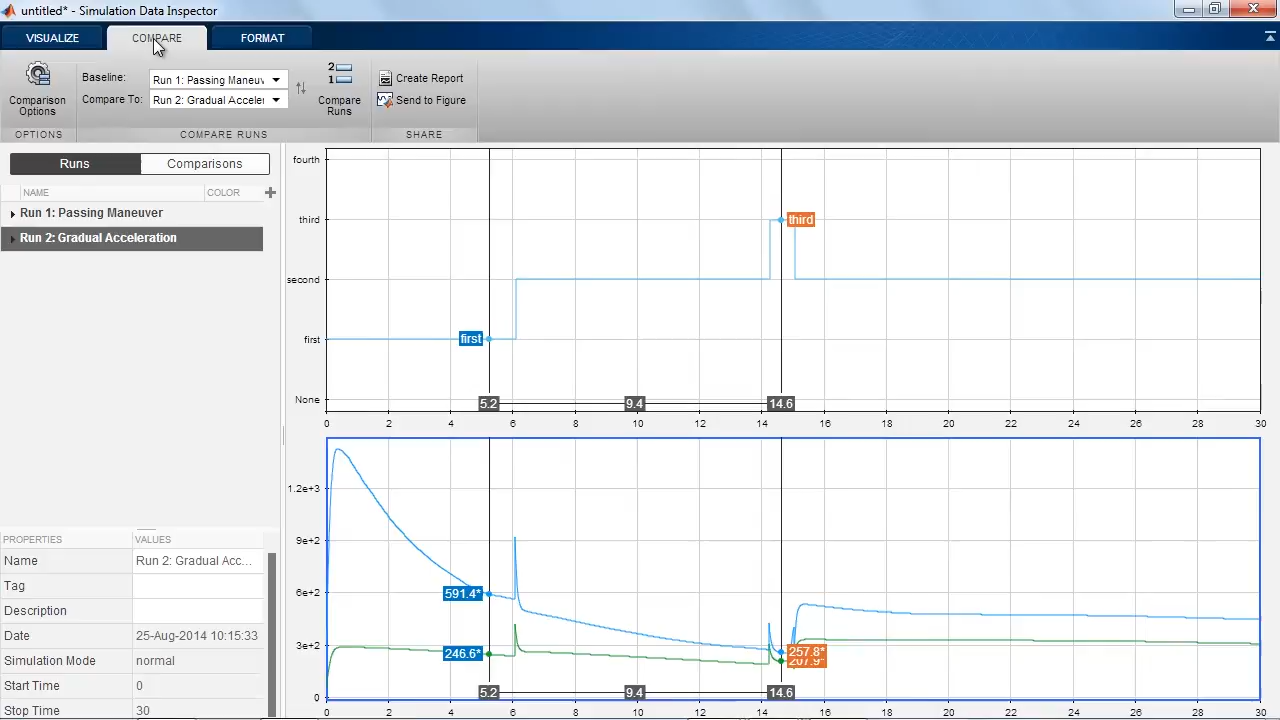 untitled* - Simulation Data Inspector
VISUALIZE COMPARE FORMAT
Comparison Options
Baseline: Run 1: Passing Maneuv
Compare To: Run 2: Gradual Acceler
2
1
Compare Runs
Create Report
Send to Figure
OPTIONS COMPARE RUNS SHARE
Runs Comparisons
NAME COLOR
Run 1: Passing Maneuver
Run 2: Gradual Acceleration
PROPERTIES VALUES
Name Run 2: Gradual Acc...
Tag
Description
Date 25-Aug-2014 10:15:33
Simulation Mode normal
Start Time 0
Stop Time 30
fourth
third third
second
first first
None 5.2 9.4 14.6
0 2 4 6 8 10 12 14 16 18 20 22 24 26 28 30
1.2e+3
9e+2
6e+2 591.4*
3e+2 246.6* 257.8*
207.9*
0 5.2 9.4 14.6
0 2 4 6 8 10 12 14 16 18 20 22 24 26 28 30